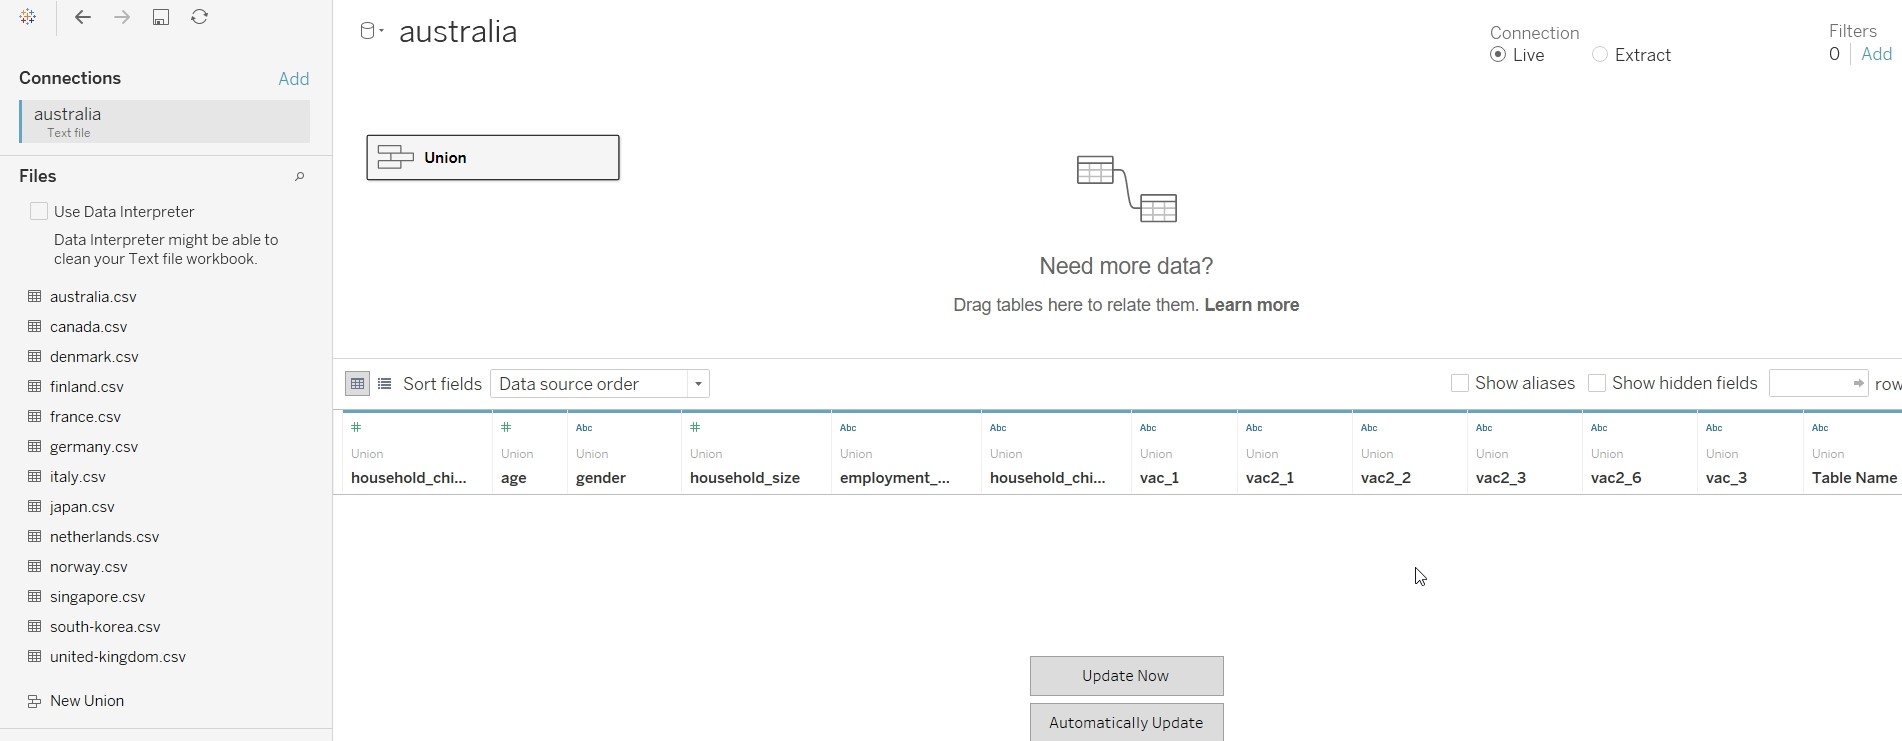 australia
Connection
Live
Extract
Filters
0
Add
Connections
Add
australia
Text file
Files
Use Data Interpreter
Data Interpreter might be able to
clean your Text file workbook.
australia.csv
canada.csv
denmark.csv
finland.csv
france.csv
germany.csv
italy.csv
japan.csv
netherlands.csv
norway.csv
singapore.csv
south-korea.csv
united-kingdom.csv
New Union
Union
Need more data?
Drag tables here to relate them. Learn more
Sort fields
Data source order
Show aliases
Show hidden fields
row
# # Abc # Abc Abc Abc Abc Abc Abc Abc Abc Abc
Union Union Union Union Union Union Union Union Union Union Union Union Union
household_chi... age gender household_size employment_... household_chi... vac_1 vac2_1 vac2_2 vac2_3 vac2_6 vac_3 Table Name
Update Now
Automatically Update